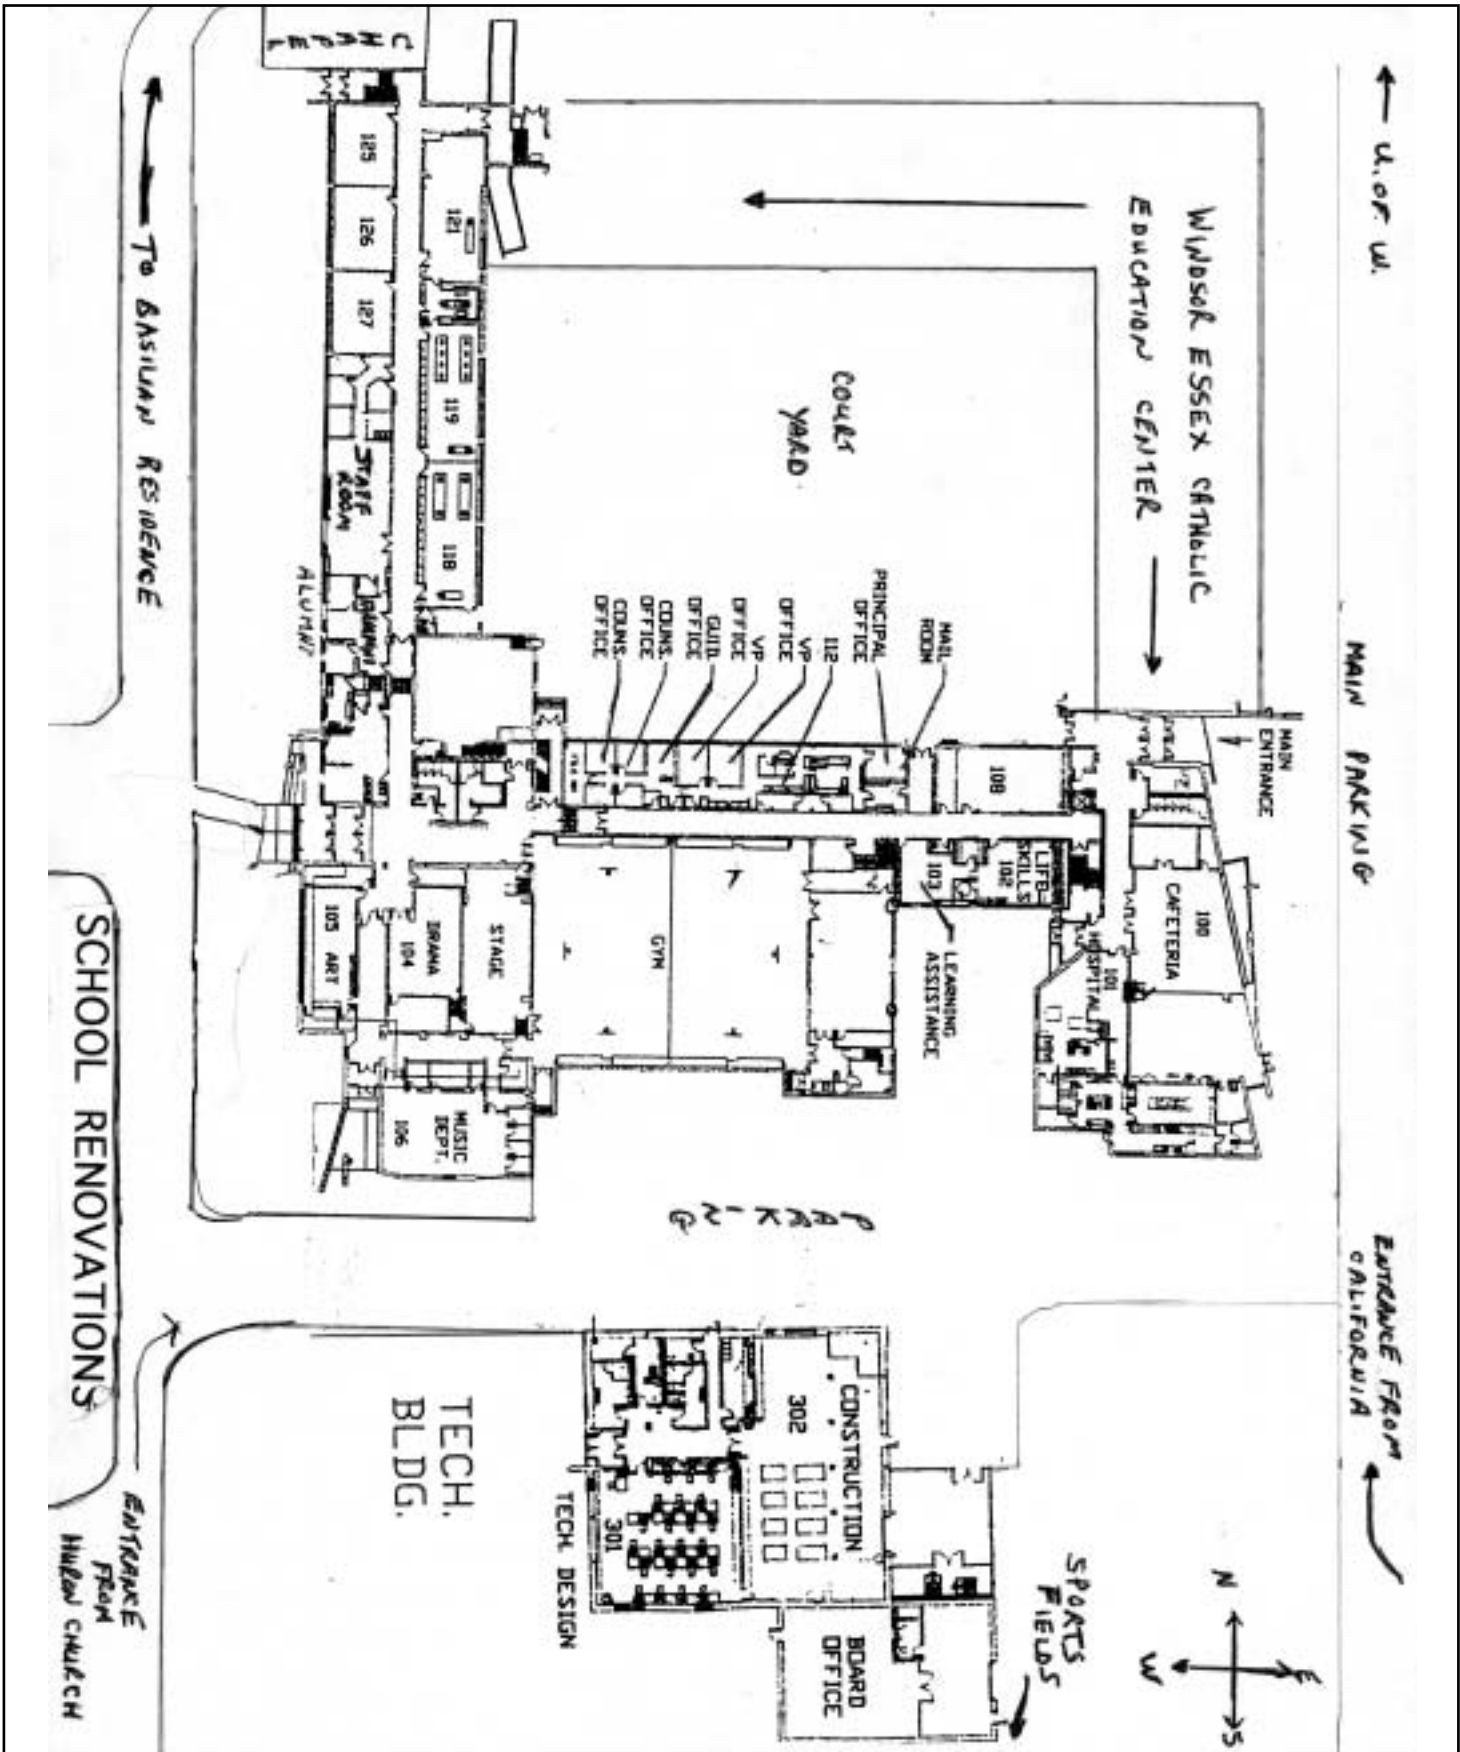 CHAPEL
← U. OF W.
MAIN PARKING
ENTRANCE FROM
CALIFORNIA
WINDSOR ESSEX CATHOLIC
EDUCATION CENTER
MAIN
ENTRANCE
COURT
YARD
125
126
127
121
119
118
STAFF
ROOM
ALUMNI
TO BASILIAN RESIDENCE
MAIL
ROOM
PRINCIPAL
OFFICE
112
VP
OFFICE
VP
OFFICE
GUID.
OFFICE
COUNS.
OFFICE
COUNS.
OFFICE
108
100
CAFETERIA
101
HOSPITALITY
LIFE
SKILLS
102
103
LEARNING
ASSISTANCE
GYM
STAGE
DRAMA
104
105 ART
MUSIC
DEPT.
106
PARKING
CONSTRUCTION
302
301
TECH. DESIGN
TECH.
BLDG.
BOARD
OFFICE
SPORTS
FIELDS
N
E
S
W
ENTRANCE
FROM
HURON CHURCH
SCHOOL RENOVATIONS